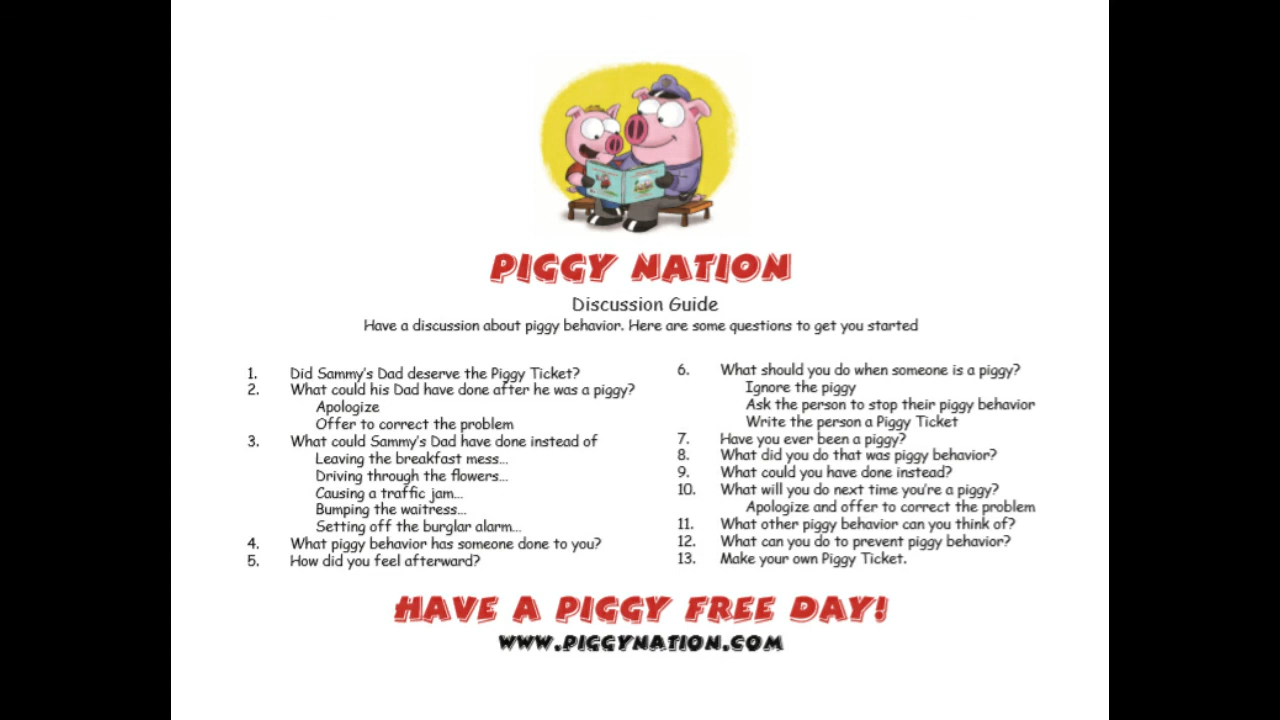 PIGGY NATION
Discussion Guide
Have a discussion about piggy behavior. Here are some questions to get you started
1. Did Sammy's Dad deserve the Piggy Ticket?
2. What could his Dad have done after he was a piggy?
Apologize
Offer to correct the problem
3. What could Sammy's Dad have done instead of
Leaving the breakfast mess...
Driving through the flowers...
Causing a traffic jam...
Bumping the waitress...
Setting off the burglar alarm...
4. What piggy behavior has someone done to you?
5. How did you feel afterward?
6. What should you do when someone is a piggy?
Ignore the piggy
Ask the person to stop their piggy behavior
Write the person a Piggy Ticket
7. Have you ever been a piggy?
8. What did you do that was piggy behavior?
9. What could you have done instead?
10. What will you do next time you're a piggy?
Apologize and offer to correct the problem
11. What other piggy behavior can you think of?
12. What can you do to prevent piggy behavior?
13. Make your own Piggy Ticket.
HAVE A PIGGY FREE DAY!
WWW.PIGGYNATION.COM